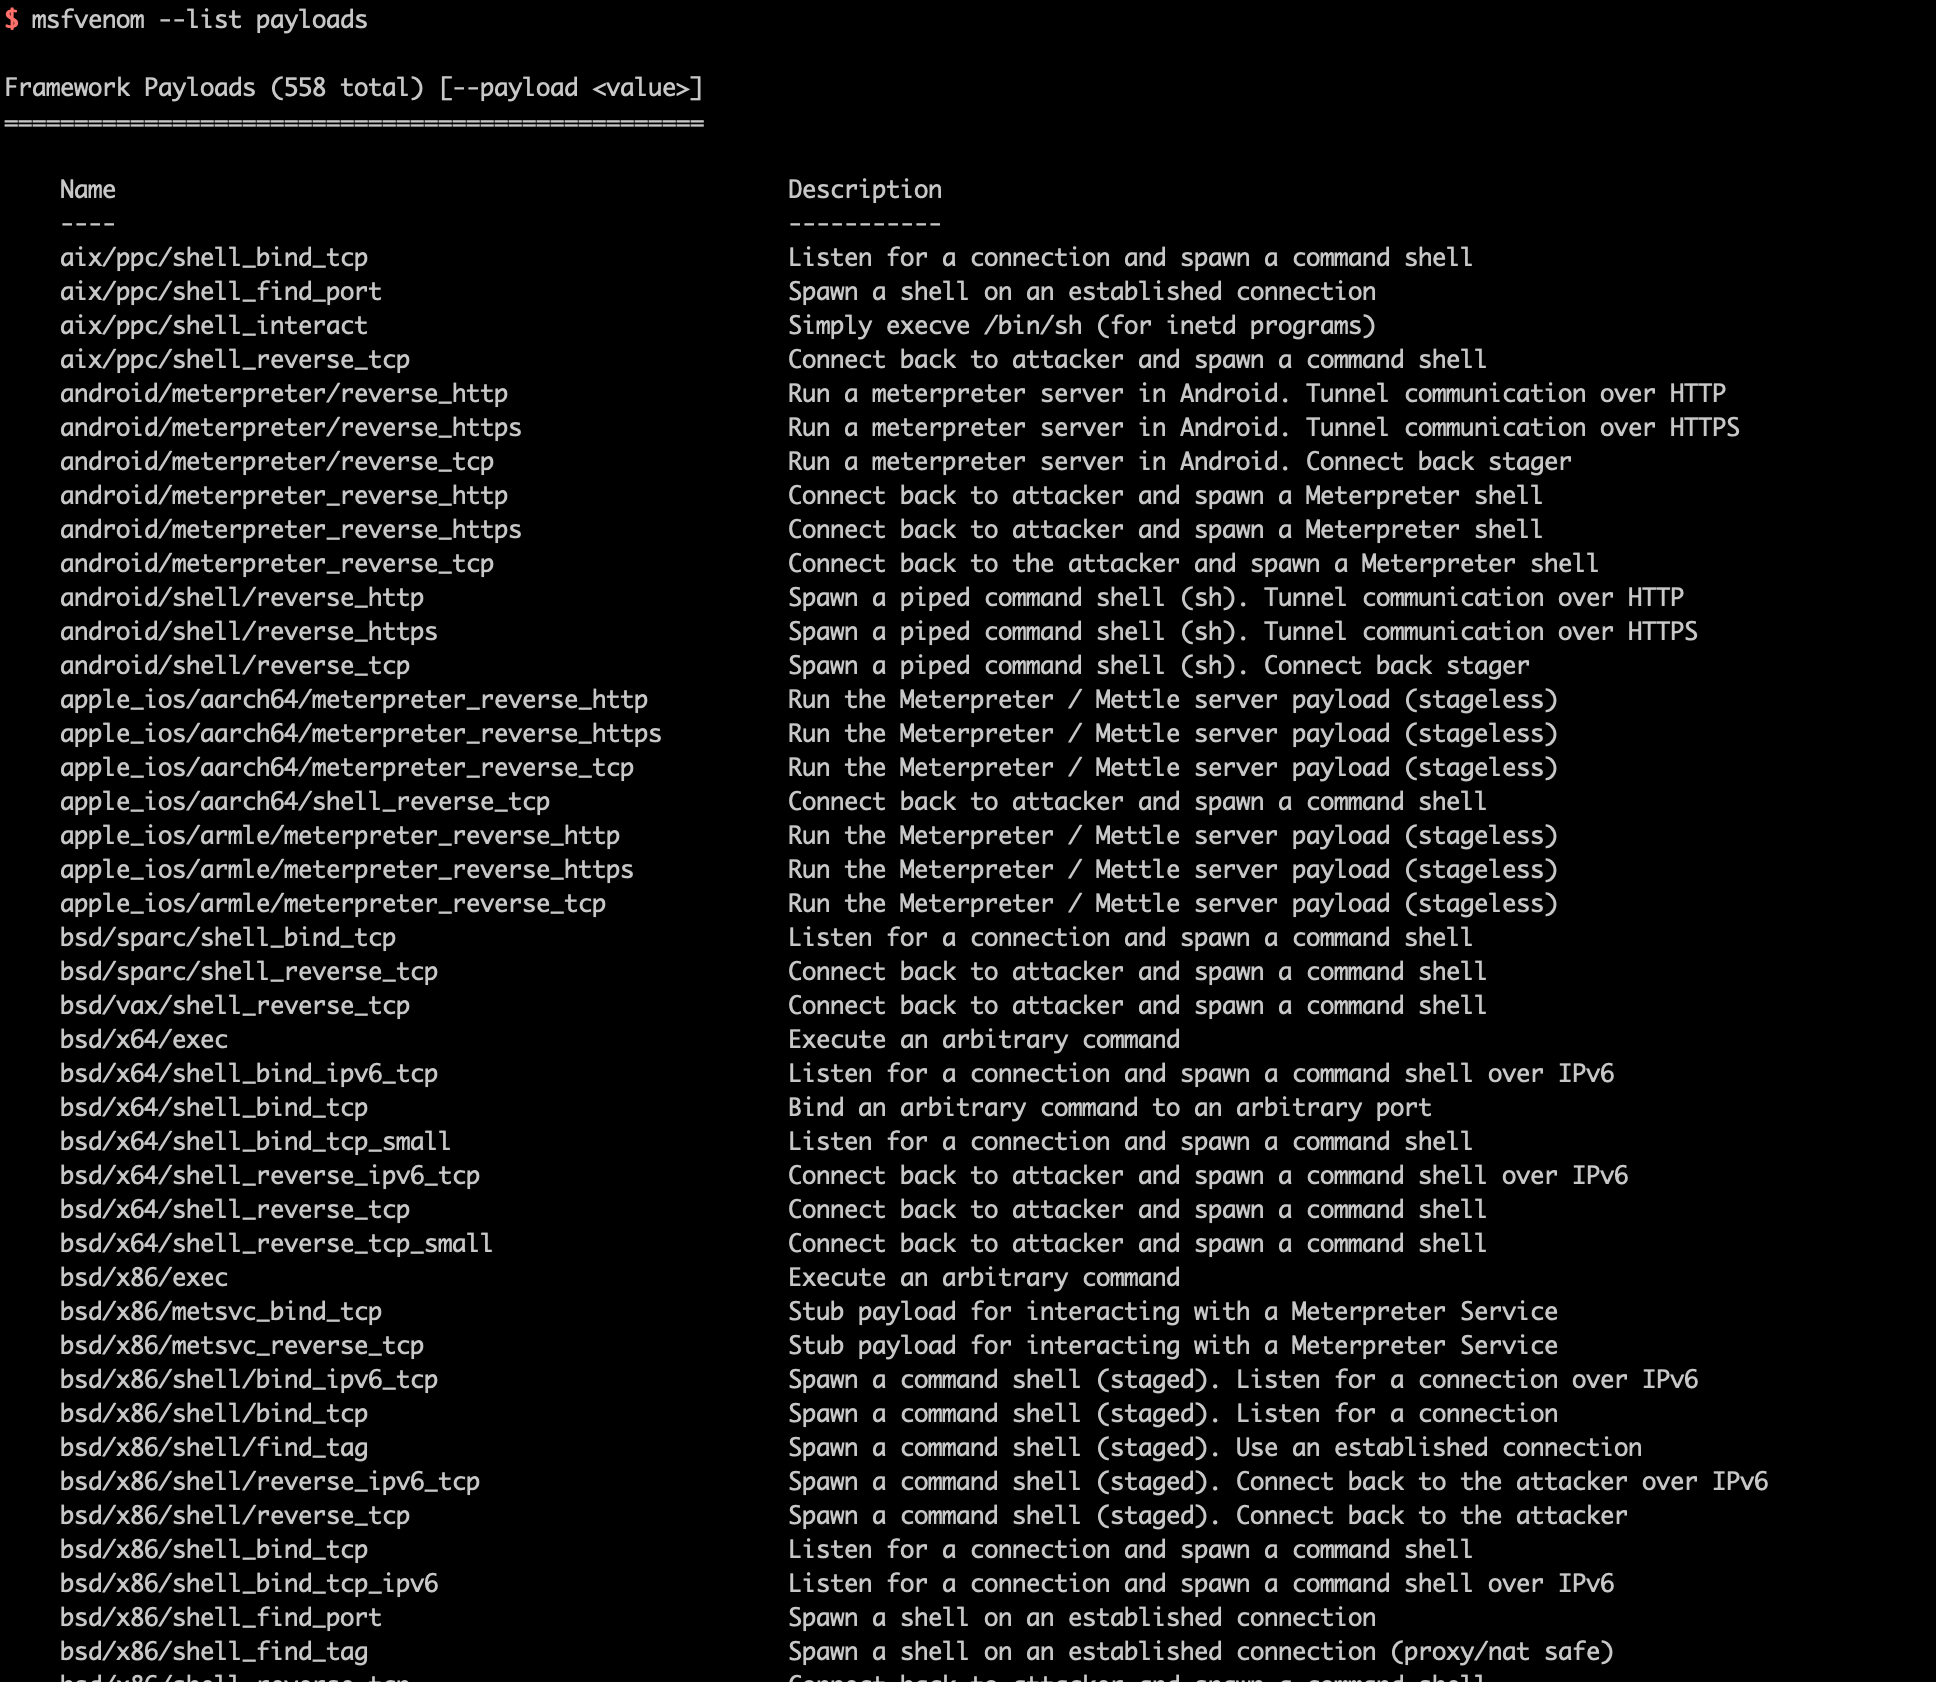 $ msfvenom --list payloads
Framework Payloads (558 total) [--payload <value>]
==================================================
Name Description
---- -----------
aix/ppc/shell_bind_tcp Listen for a connection and spawn a command shell
aix/ppc/shell_find_port Spawn a shell on an established connection
aix/ppc/shell_interact Simply execve /bin/sh (for inetd programs)
aix/ppc/shell_reverse_tcp Connect back to attacker and spawn a command shell
android/meterpreter/reverse_http Run a meterpreter server in Android. Tunnel communication over HTTP
android/meterpreter/reverse_https Run a meterpreter server in Android. Tunnel communication over HTTPS
android/meterpreter/reverse_tcp Run a meterpreter server in Android. Connect back stager
android/meterpreter_reverse_http Connect back to attacker and spawn a Meterpreter shell
android/meterpreter_reverse_https Connect back to attacker and spawn a Meterpreter shell
android/meterpreter_reverse_tcp Connect back to the attacker and spawn a Meterpreter shell
android/shell/reverse_http Spawn a piped command shell (sh). Tunnel communication over HTTP
android/shell/reverse_https Spawn a piped command shell (sh). Tunnel communication over HTTPS
android/shell/reverse_tcp Spawn a piped command shell (sh). Connect back stager
apple_ios/aarch64/meterpreter_reverse_http Run the Meterpreter / Mettle server payload (stageless)
apple_ios/aarch64/meterpreter_reverse_https Run the Meterpreter / Mettle server payload (stageless)
apple_ios/aarch64/meterpreter_reverse_tcp Run the Meterpreter / Mettle server payload (stageless)
apple_ios/aarch64/shell_reverse_tcp Connect back to attacker and spawn a command shell
apple_ios/armle/meterpreter_reverse_http Run the Meterpreter / Mettle server payload (stageless)
apple_ios/armle/meterpreter_reverse_https Run the Meterpreter / Mettle server payload (stageless)
apple_ios/armle/meterpreter_reverse_tcp Run the Meterpreter / Mettle server payload (stageless)
bsd/sparc/shell_bind_tcp Listen for a connection and spawn a command shell
bsd/sparc/shell_reverse_tcp Connect back to attacker and spawn a command shell
bsd/vax/shell_reverse_tcp Connect back to attacker and spawn a command shell
bsd/x64/exec Execute an arbitrary command
bsd/x64/shell_bind_ipv6_tcp Listen for a connection and spawn a command shell over IPv6
bsd/x64/shell_bind_tcp Bind an arbitrary command to an arbitrary port
bsd/x64/shell_bind_tcp_small Listen for a connection and spawn a command shell
bsd/x64/shell_reverse_ipv6_tcp Connect back to attacker and spawn a command shell over IPv6
bsd/x64/shell_reverse_tcp Connect back to attacker and spawn a command shell
bsd/x64/shell_reverse_tcp_small Connect back to attacker and spawn a command shell
bsd/x86/exec Execute an arbitrary command
bsd/x86/metsvc_bind_tcp Stub payload for interacting with a Meterpreter Service
bsd/x86/metsvc_reverse_tcp Stub payload for interacting with a Meterpreter Service
bsd/x86/shell/bind_ipv6_tcp Spawn a command shell (staged). Listen for a connection over IPv6
bsd/x86/shell/bind_tcp Spawn a command shell (staged). Listen for a connection
bsd/x86/shell/find_tag Spawn a command shell (staged). Use an established connection
bsd/x86/shell/reverse_ipv6_tcp Spawn a command shell (staged). Connect back to the attacker over IPv6
bsd/x86/shell/reverse_tcp Spawn a command shell (staged). Connect back to the attacker
bsd/x86/shell_bind_tcp Listen for a connection and spawn a command shell
bsd/x86/shell_bind_tcp_ipv6 Listen for a connection and spawn a command shell over IPv6
bsd/x86/shell_find_port Spawn a shell on an established connection
bsd/x86/shell_find_tag Spawn a shell on an established connection (proxy/nat safe)